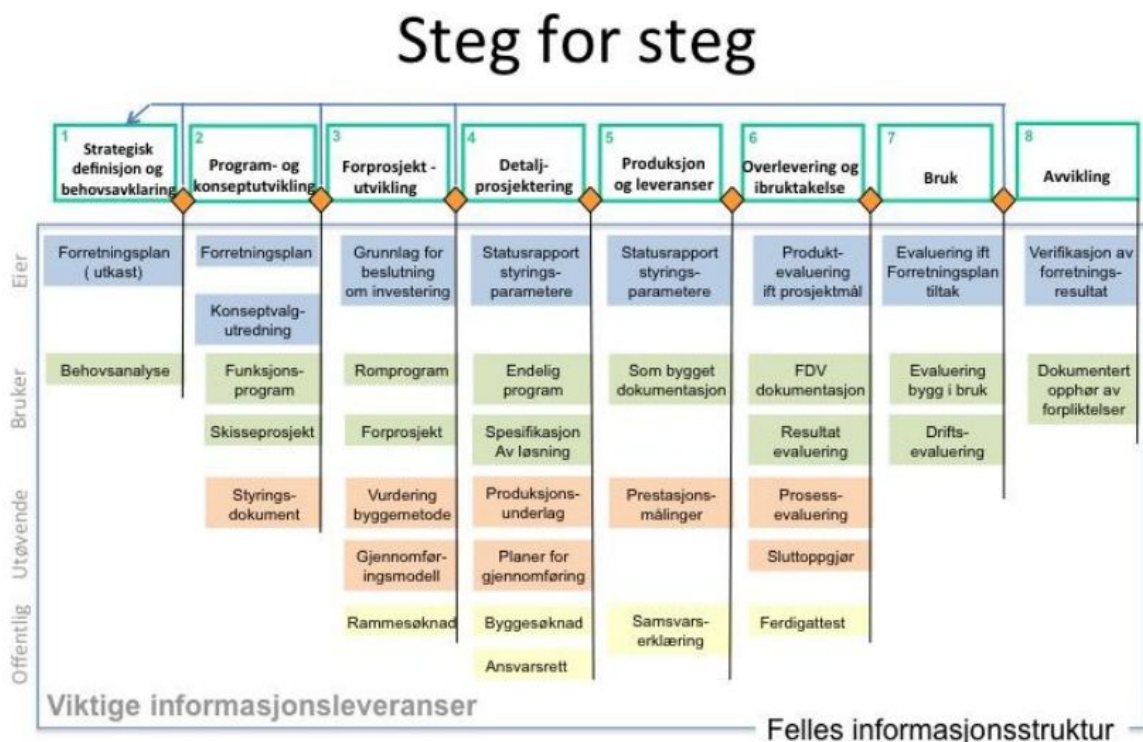 Steg for steg
1
Strategisk
definisjon og
behovsavklaring
2
Program- og
konseptutvikling
3
Forprosjekt -
utvikling
4
Detalj-
prosjektering
5
Produksjon
og leveranser
6
Overlevering og
ibruktakelse
7
Bruk
8
Avvikling
Eier
Forretningsplan
( utkast)
Forretningsplan
Konseptvalg-
utredning
Grunnlag for
beslutning
om investering
Statusrapport
styrings-
parametere
Statusrapport
styrings-
parametere
Produkt-
evaluering
ift prosjektmål
Evaluering ift
Forretningsplan
tiltak
Verifikasjon av
forretnings-
resultat
Bruker
Behovsanalyse
Funksjons-
program
Skisseprosjekt
Romprogram
Forprosjekt
Endelig
program
Spesifikasjon
Av løsning
Som bygget
dokumentasjon
FDV
dokumentasjon
Resultat
evaluering
Evaluering
bygg i bruk
Drifts-
evaluering
Dokumentert
opphør av
forpliktelser
Utøvende
Styrings-
dokument
Vurdering
byggemetode
Gjennomfør-
ingsmodell
Produksjons-
underlag
Planer for
gjennomføring
Prestasjons-
målinger
Prosess-
evaluering
Sluttoppgjør
Offentlig
Rammesøknad
Byggesøknad
Ansvarsrett
Samsvars-
erklæring
Ferdigattest
Viktige informasjonsleveranser
Felles informasjonsstruktur